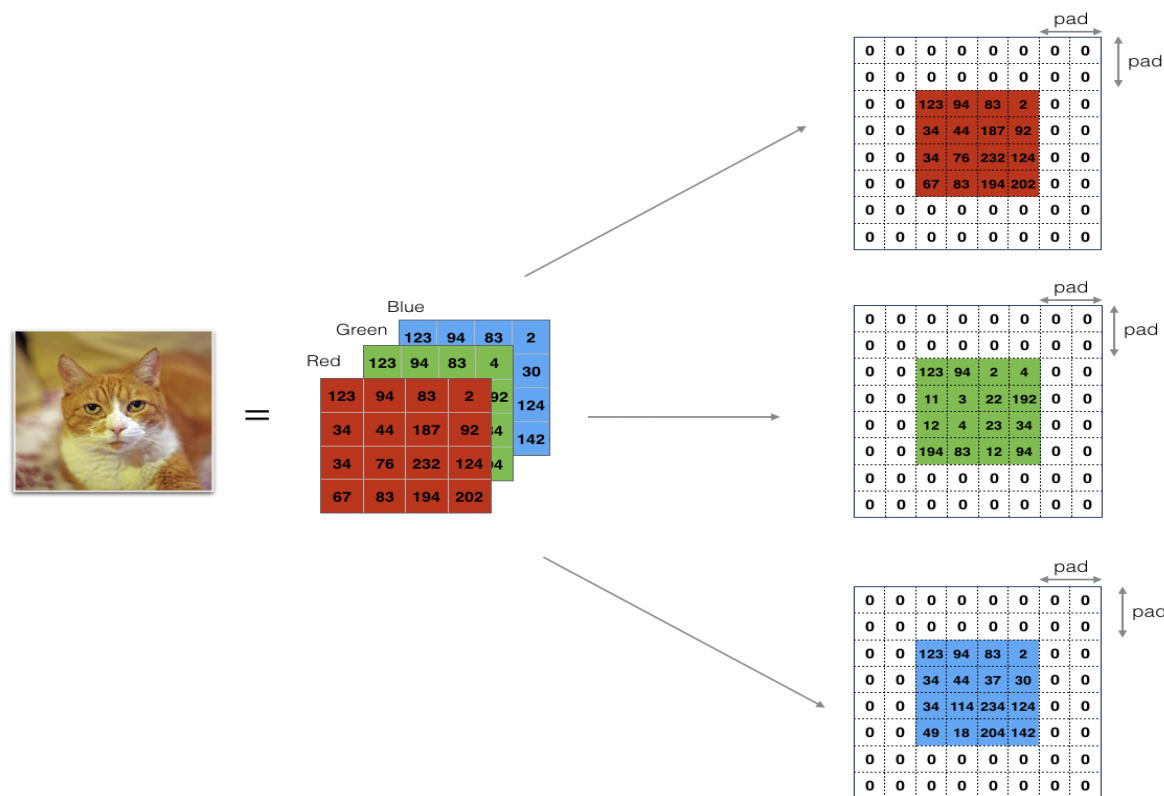 pad
0 0 0 0 0 0 0 0
pad
0 0 0 0 0 0 0 0
0 0 123 94 83 2 0 0
0 0 34 44 187 92 0 0
0 0 34 76 232 124 0 0
0 0 67 83 194 202 0 0
0 0 0 0 0 0 0 0
0 0 0 0 0 0 0 0
Blue
123 94 83 2
30
124
142
Green
123 94 83 4
92
Red
123 94 83 2
34 44 187 92
34 76 232 124
67 83 194 202
=
pad
0 0 0 0 0 0 0 0
pad
0 0 0 0 0 0 0 0
0 0 123 94 2 4 0 0
0 0 11 3 22 192 0 0
0 0 12 4 23 34 0 0
0 0 194 83 12 94 0 0
0 0 0 0 0 0 0 0
0 0 0 0 0 0 0 0
pad
0 0 0 0 0 0 0 0
pad
0 0 0 0 0 0 0 0
0 0 123 94 83 2 0 0
0 0 34 44 37 30 0 0
0 0 34 114 234 124 0 0
0 0 49 18 204 142 0 0
0 0 0 0 0 0 0 0
0 0 0 0 0 0 0 0